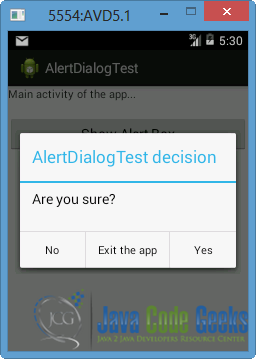 5554:AVD5.1
3G 5:30
AlertDialogTest
Main activity of the app...
Show Alert Box
AlertDialogTest decision
Are you sure?
No Exit the app Yes
JCG Java Code Geeks
JAVA 2 JAVA DEVELOPERS RESOURCE CENTER